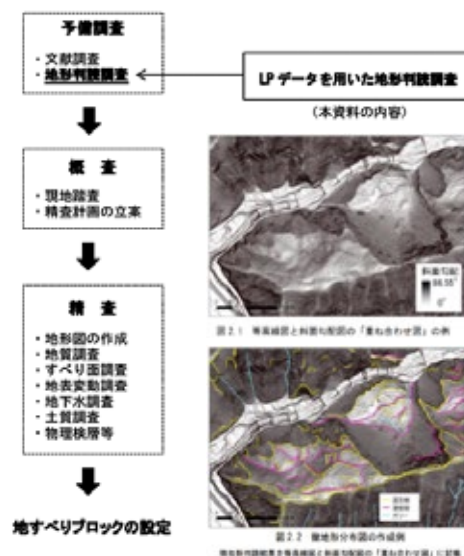 予備調査
・文献調査
・地形判読調査
LPデータを用いた地形判読調査
(本資料の内容)
概 査
・現地踏査
・精査計画の立案
精 査
・地形図の作成
・地質調査
・すべり面調査
・地表変動調査
・地下水調査
・土質調査
・物理検層等
地すべりブロックの設定
斜面勾配
0°
図2.1 等高線図と斜面勾配図の「重ね合わせ図」の例
図2.2 微地形分布図の作成例